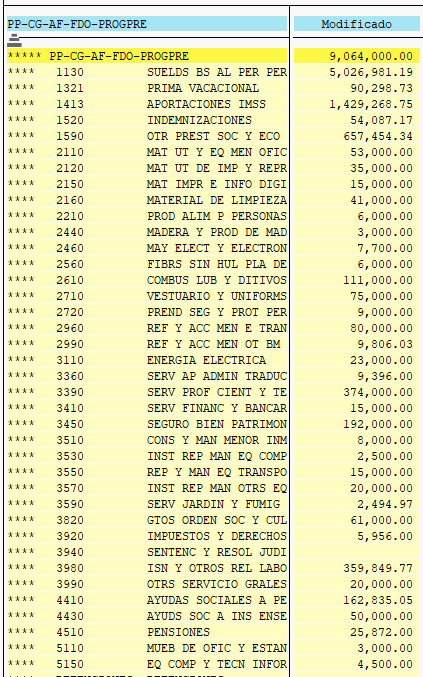 PP-CG-AF-FDO-PROGPRE Modificado
***** PP-CG-AF-FDO-PROGPRE 9,064,000.00
**** 1130 SUELDS BS AL PER PER 5,026,981.19
**** 1321 PRIMA VACACIONAL 90,298.73
**** 1413 APORTACIONES IMSS 1,429,268.75
**** 1520 INDEMNIZACIONES 54,087.17
**** 1590 OTR PREST SOC Y ECO 657,454.34
**** 2110 MAT UT Y EQ MEN OFIC 53,000.00
**** 2120 MAT UT DE IMP Y REPR 35,000.00
**** 2150 MAT IMPR E INFO DIGI 15,000.00
**** 2160 MATERIAL DE LIMPIEZA 41,000.00
**** 2210 PROD ALIM P PERSONAS 6,000.00
**** 2440 MADERA Y PROD DE MAD 3,000.00
**** 2460 MAY ELECT Y ELECTRON 7,700.00
**** 2560 FIBRS SIN HUL PLA DE 6,000.00
**** 2610 COMBUS LUB Y DITIVOS 111,000.00
**** 2710 VESTUARIO Y UNIFORMS 75,000.00
**** 2720 PREND SEG Y PROT PER 9,000.00
**** 2960 REF Y ACC MEN E TRAN 80,000.00
**** 2990 REF Y ACC MEN OT BM 9,806.03
**** 3110 ENERGIA ELECTRICA 23,000.00
**** 3360 SERV AP ADMIN TRADUC 9,396.00
**** 3390 SERV PROF CIENT Y TE 374,000.00
**** 3410 SERV FINANC Y BANCAR 15,000.00
**** 3450 SEGURO BIEN PATRIMON 192,000.00
**** 3510 CONS Y MAN MENOR INM 8,000.00
**** 3530 INST REP MAN EQ COMP 2,500.00
**** 3550 REP Y MAN EQ TRANSPO 15,000.00
**** 3570 INST REP MAN OTRS EQ 20,000.00
**** 3590 SERV JARDIN Y FUMIG 2,494.97
**** 3820 GTOS ORDEN SOC Y CUL 61,000.00
**** 3920 IMPUESTOS Y DERECHOS 5,956.00
**** 3940 SENTENC Y RESOL JUDI
**** 3980 ISN Y OTROS REL LABO 359,849.77
**** 3990 OTRS SERVICIO GRALES 20,000.00
**** 4410 AYUDAS SOCIALES A PE 162,835.05
**** 4430 AYUDS SOC A INS ENSE 50,000.00
**** 4510 PENSIONES 25,872.00
**** 5110 MUEB DE OFIC Y ESTAN 3,000.00
**** 5150 EQ COMP Y TECN INFOR 4,500.00